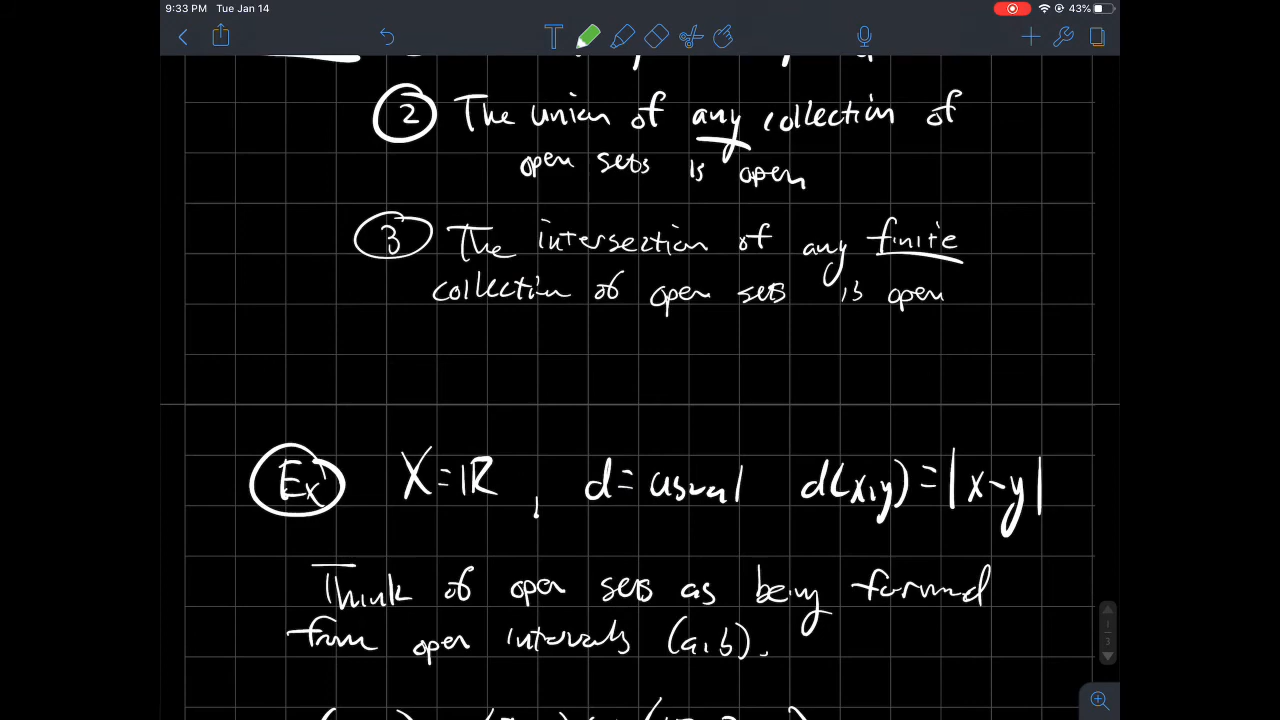 9:33 PM Tue Jan 14 43%
T
② The union of any collection of
open sets is open
③ The intersection of any finite
collection of open sets is open
Ex X = ℝ, d = usual d(x,y) = |x-y|
Think of open sets as being formed
from open intervals (a,b).